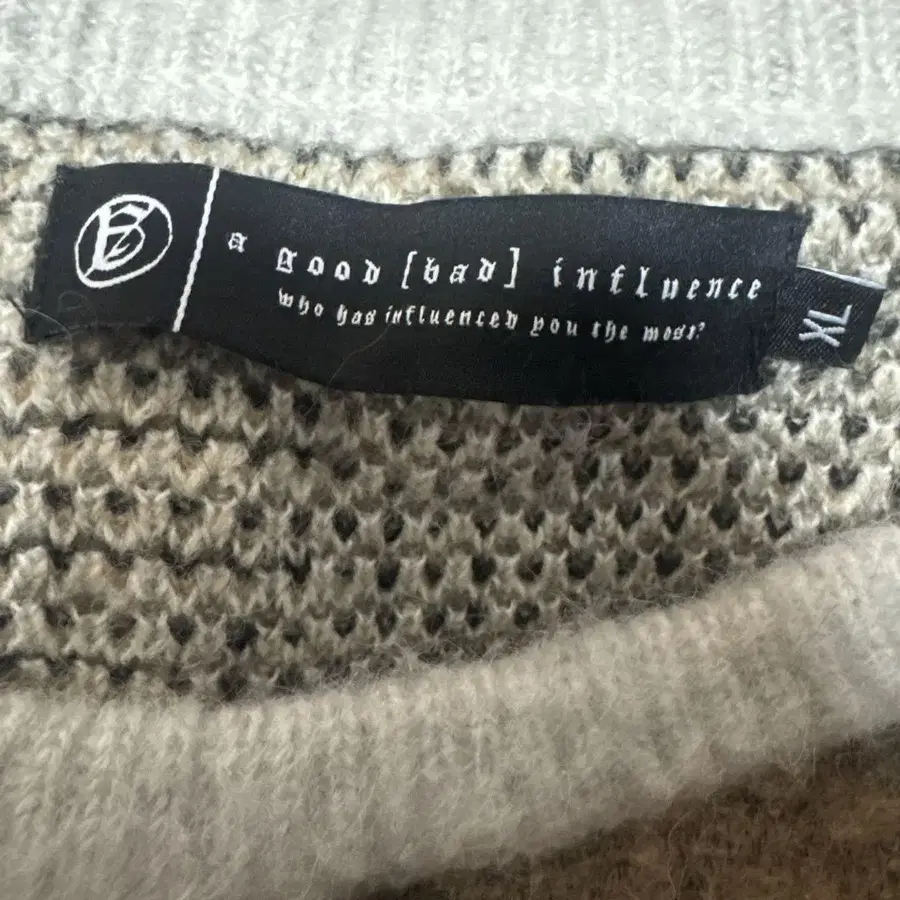 a good [bad] influence
who has influenced you the most?
XL